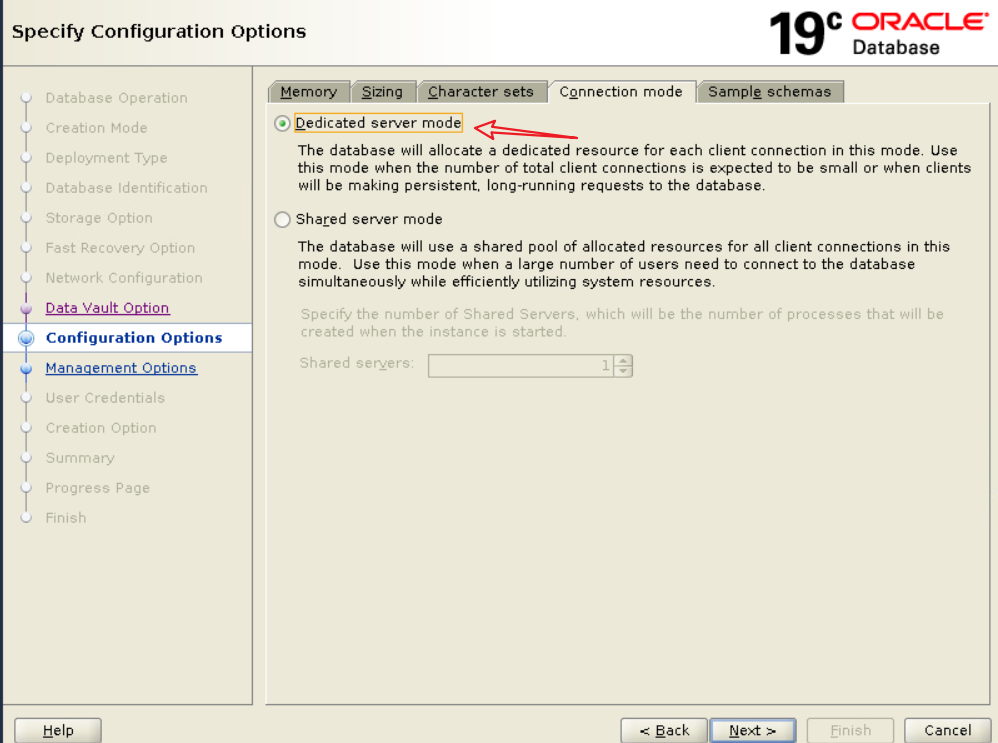 Specify Configuration Options
19c ORACLE
Database
Database Operation
Creation Mode
Deployment Type
Database Identification
Storage Option
Fast Recovery Option
Network Configuration
Data Vault Option
Configuration Options
Management Options
User Credentials
Creation Option
Summary
Progress Page
Finish
Memory Sizing Character sets Connection mode Sample schemas
Dedicated server mode
The database will allocate a dedicated resource for each client connection in this mode. Use
this mode when the number of total client connections is expected to be small or when clients
will be making persistent, long-running requests to the database.
Shared server mode
The database will use a shared pool of allocated resources for all client connections in this
mode.  Use this mode when a large number of users need to connect to the database
simultaneously while efficiently utilizing system resources.
Specify the number of Shared Servers, which will be the number of processes that will be
created when the instance is started.
Shared servers: 1
Help < Back Next > Finish Cancel